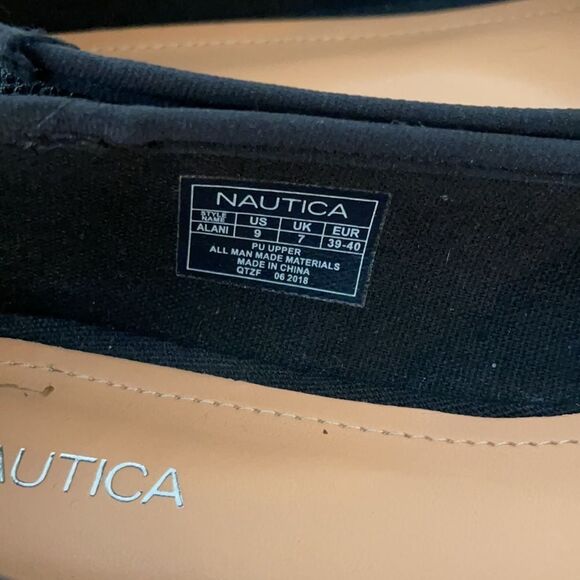 NAUTICA
STYLE NAME US UK EUR
ALANI 9 7 39-40
PU UPPER
ALL MAN MADE MATERIALS
MADE IN CHINA
QTZF 06 2018
AUTICA